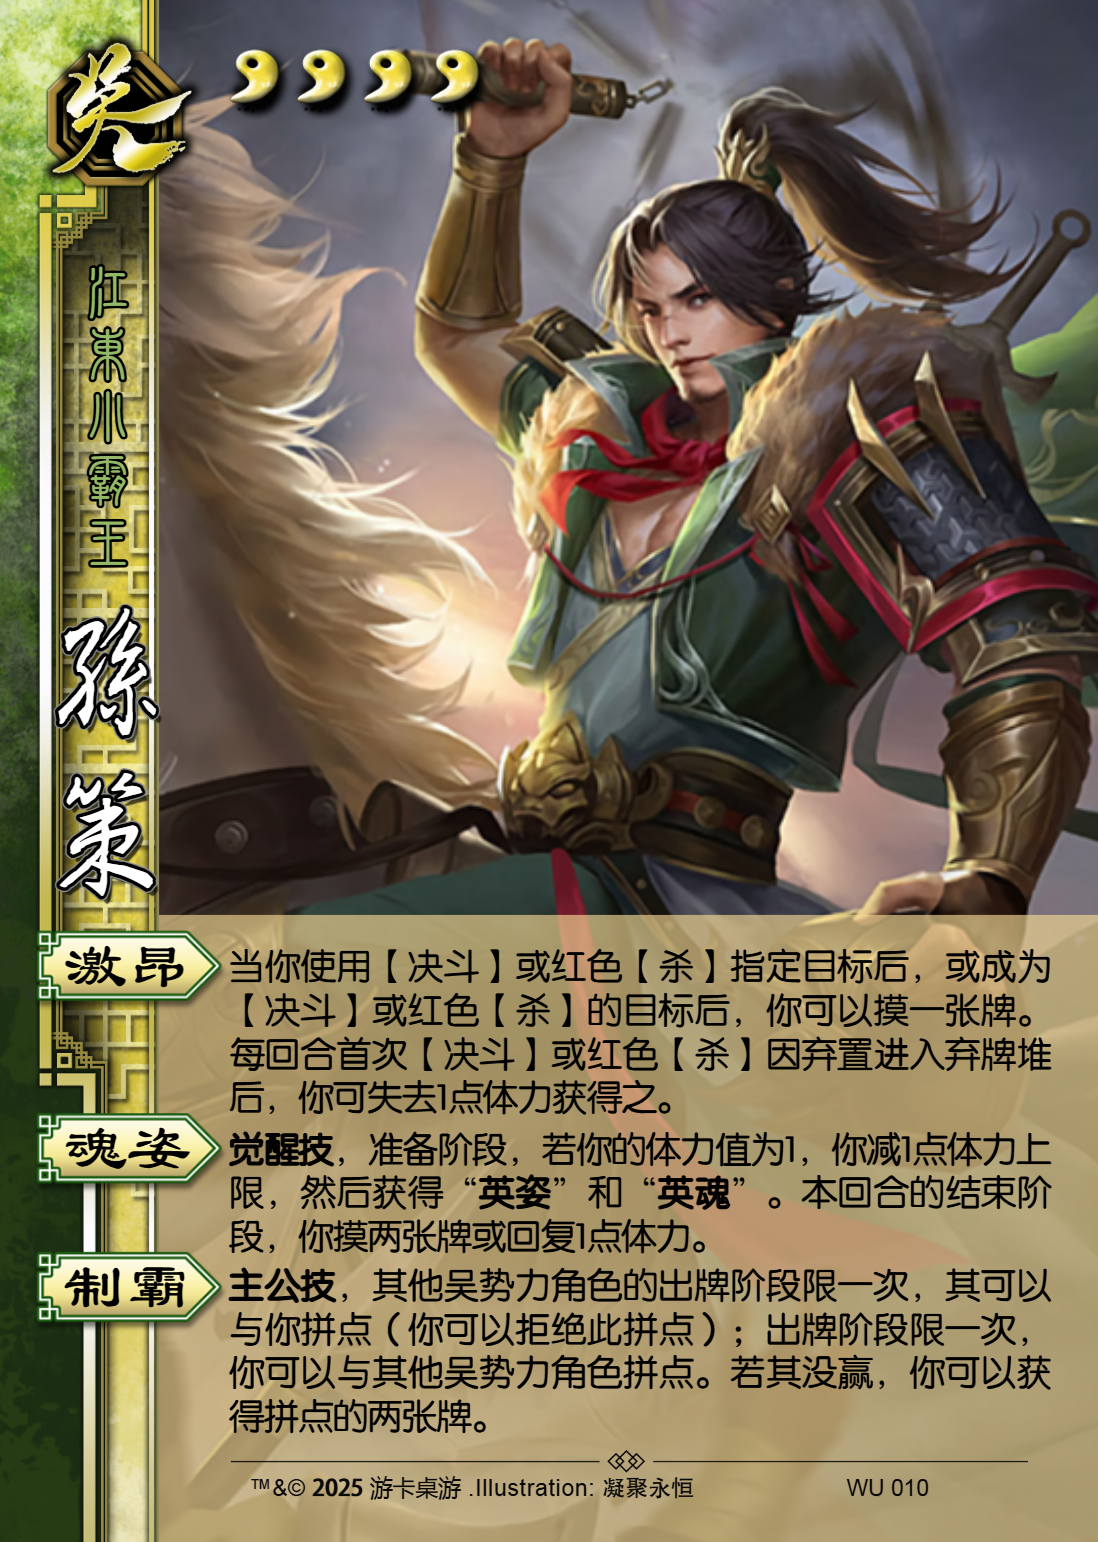 吴
江東小霸王
孫策
激昂
当你使用【决斗】或红色【杀】指定目标后，或成为
【决斗】或红色【杀】的目标后，你可以摸一张牌。
每回合首次【决斗】或红色【杀】因弃置进入弃牌堆
后，你可失去1点体力获得之。
魂姿
觉醒技，准备阶段，若你的体力值为1，你减1点体力上
限，然后获得“英姿”和“英魂”。本回合的结束阶
段，你摸两张牌或回复1点体力。
制霸
主公技，其他吴势力角色的出牌阶段限一次，其可以
与你拼点（你可以拒绝此拼点）；出牌阶段限一次，
你可以与其他吴势力角色拼点。若其没赢，你可以获
得拼点的两张牌。
™&© 2025 游卡桌游 .Illustration: 凝聚永恒 WU 010